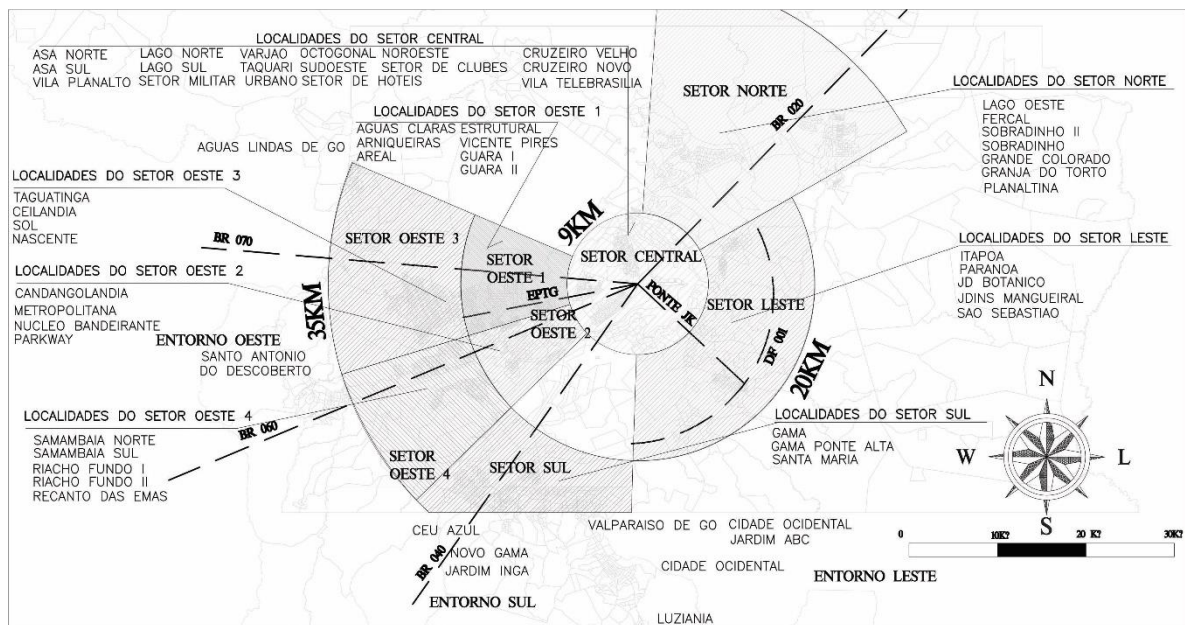 LOCALIDADES DO SETOR CENTRAL
ASA NORTE LAGO NORTE VARJAO OCTOGONAL NOROESTE CRUZEIRO VELHO
ASA SUL LAGO SUL TAQUARI SUDOESTE SETOR DE CLUBES CRUZEIRO NOVO
VILA PLANALTO SETOR MILITAR URBANO SETOR DE HOTEIS VILA TELEBRASILIA
SETOR NORTE
BR 020
LOCALIDADES DO SETOR NORTE
LAGO OESTE
FERCAL
SOBRADINHO II
SOBRADINHO
GRANDE COLORADO
GRANJA DO TORTO
PLANALTINA
LOCALIDADES DO SETOR OESTE 1
AGUAS CLARAS ESTRUTURAL
ARNIQUEIRAS VICENTE PIRES
AREAL GUARA I
GUARA II
AGUAS LINDAS DE GO
LOCALIDADES DO SETOR OESTE 3
TAGUATINGA
CEILANDIA
SOL
NASCENTE
BR 070
SETOR OESTE 3
9KM
SETOR CENTRAL
SETOR
OESTE 1
EPTG
SETOR
OESTE 2
PONTE JK
SETOR LESTE
DF 001
20KM
35KM
LOCALIDADES DO SETOR LESTE
ITAPOA
PARANOA
JD BOTANICO
JDINS MANGUEIRAL
SAO SEBASTIAO
LOCALIDADES DO SETOR OESTE 2
CANDANGOLANDIA
METROPOLITANA
NUCLEO BANDEIRANTE
PARKWAY
ENTORNO OESTE
SANTO ANTONIO
DO DESCOBERTO
LOCALIDADES DO SETOR OESTE 4
SAMAMBAIA NORTE
SAMAMBAIA SUL
RIACHO FUNDO I
RIACHO FUNDO II
RECANTO DAS EMAS
BR 060
SETOR
OESTE 4
SETOR SUL
LOCALIDADES DO SETOR SUL
GAMA
GAMA PONTE ALTA
SANTA MARIA
N
W L
S
0 10K? 20 K? 30K?
CEU AZUL
BR 040
NOVO GAMA
JARDIM INGA
ENTORNO SUL
VALPARAISO DE GO CIDADE OCIDENTAL
JARDIM ABC
CIDADE OCIDENTAL
ENTORNO LESTE
LUZIANIA